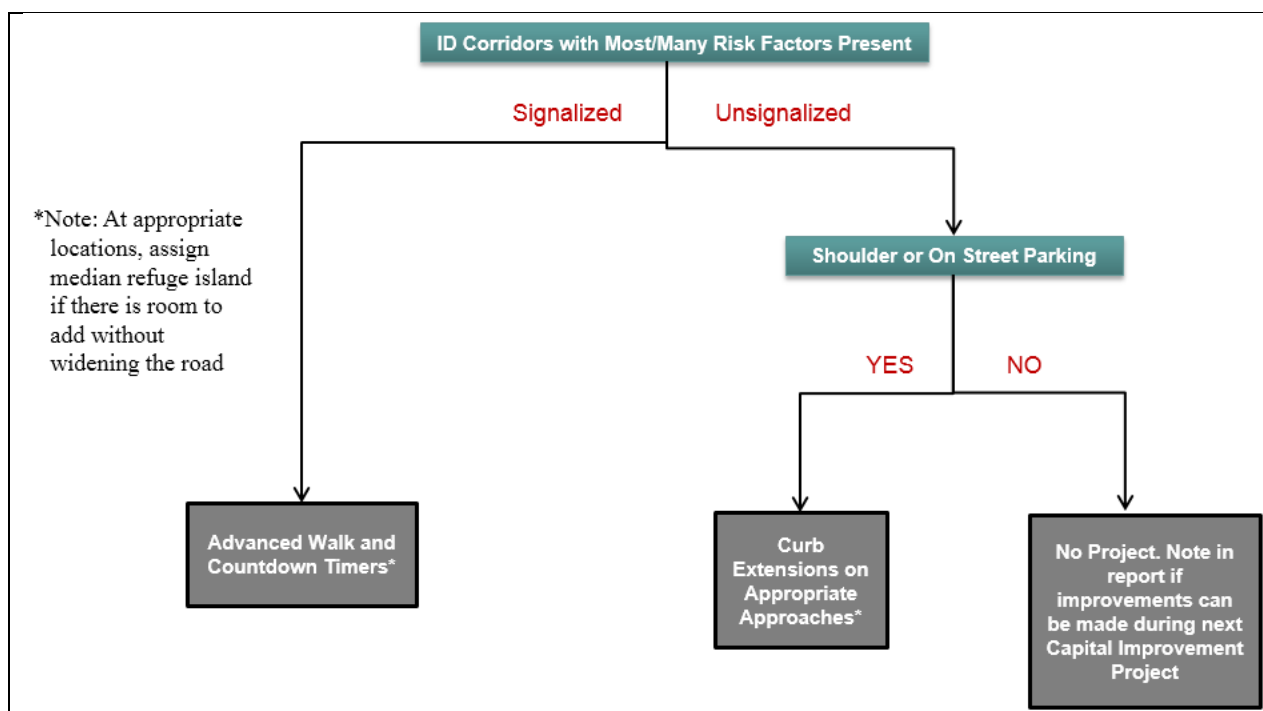 ID Corridors with Most/Many Risk Factors Present
Signalized
Unsignalized
*Note: At appropriate
locations, assign
median refuge island
if there is room to
add without
widening the road
Shoulder or On Street Parking
YES
NO
Advanced Walk and
Countdown Timers*
Curb
Extensions on
Appropriate
Approaches*
No Project. Note in
report if
improvements can
be made during next
Capital Improvement
Project